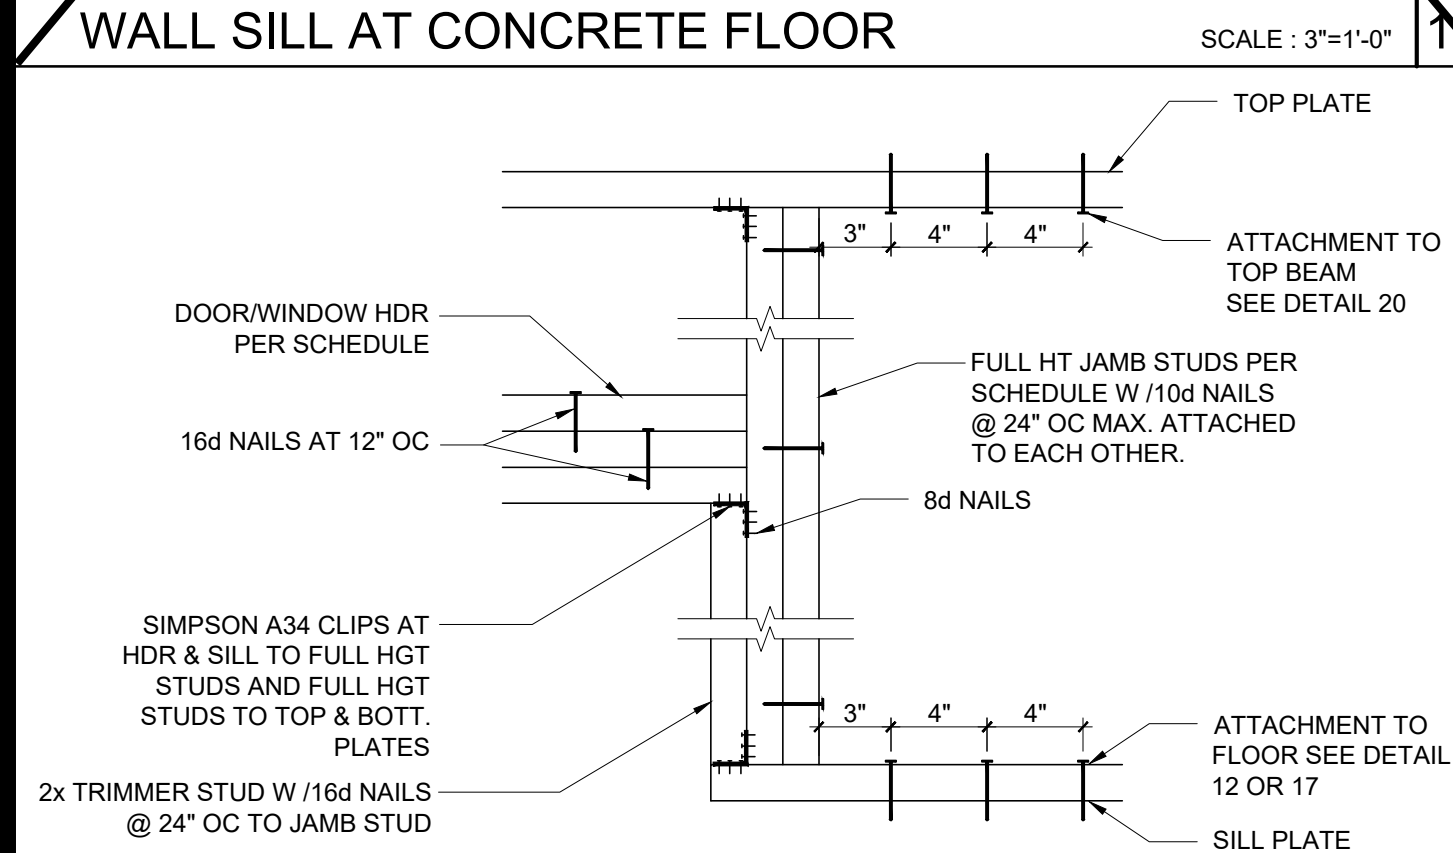 WALL SILL AT CONCRETE FLOOR
SCALE : 3"=1'-0"
TOP PLATE
3" 4" 4"
ATTACHMENT TO
TOP BEAM
SEE DETAIL 20
DOOR/WINDOW HDR
PER SCHEDULE
FULL HT JAMB STUDS PER
SCHEDULE W /10d NAILS
@ 24" OC MAX. ATTACHED
TO EACH OTHER.
16d NAILS AT 12" OC
8d NAILS
SIMPSON A34 CLIPS AT
HDR & SILL TO FULL HGT
STUDS AND FULL HGT
STUDS TO TOP & BOTT.
PLATES
3" 4" 4"
ATTACHMENT TO
FLOOR SEE DETAIL
12 OR 17
2x TRIMMER STUD W /16d NAILS
@ 24" OC TO JAMB STUD
SILL PLATE